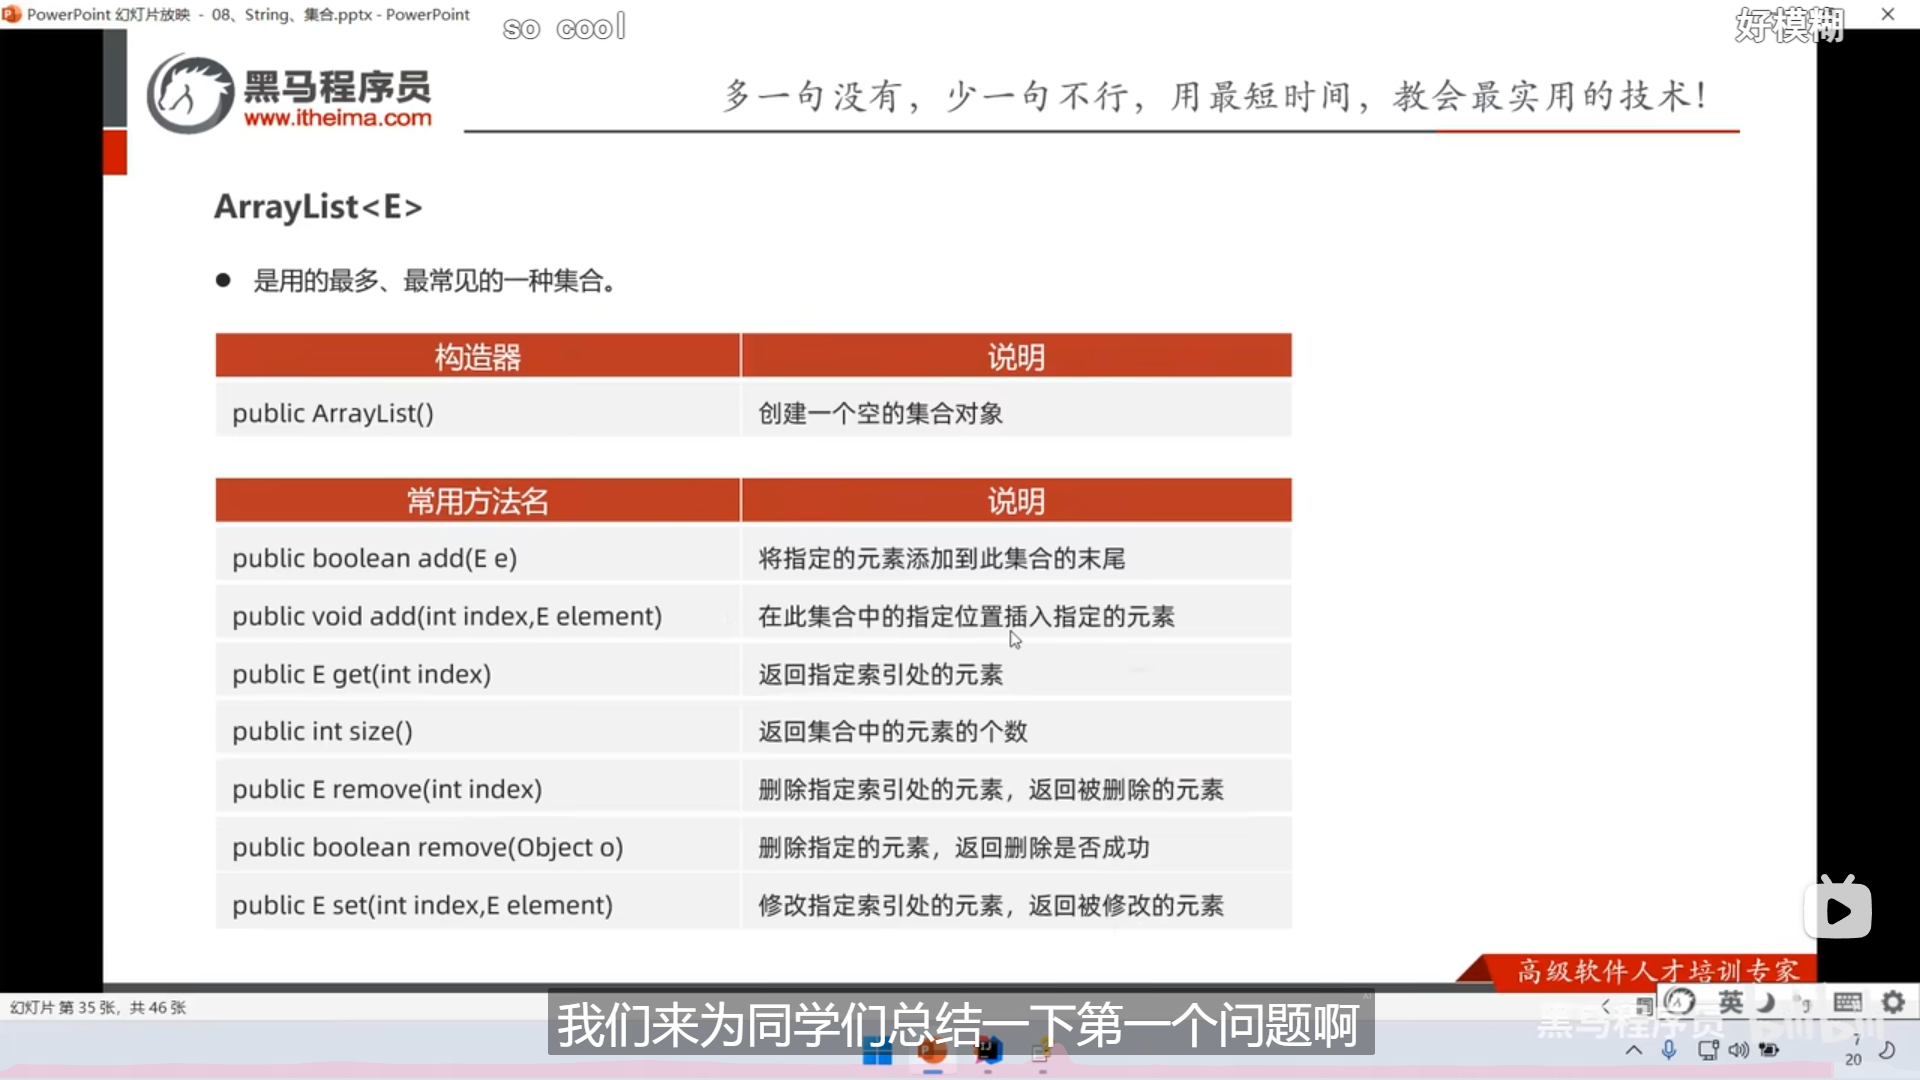 PowerPoint 幻灯片放映 - 08、String、集合.pptx - PowerPoint
so cool
好模糊
黑马程序员
www.itheima.com
多一句没有，少一句不行，用最短时间，教会最实用的技术！
ArrayList<E>
● 是用的最多、最常见的一种集合。
构造器 说明
public ArrayList() 创建一个空的集合对象
常用方法名 说明
public boolean add(E e) 将指定的元素添加到此集合的末尾
public void add(int index,E element) 在此集合中的指定位置插入指定的元素
public E get(int index) 返回指定索引处的元素
public int size() 返回集合中的元素的个数
public E remove(int index) 删除指定索引处的元素，返回被删除的元素
public boolean remove(Object o) 删除指定的元素，返回删除是否成功
public E set(int index,E element) 修改指定索引处的元素，返回被修改的元素
高级软件人才培训专家
幻灯片 第 35 张，共 46 张
英
黑马程序员 bilibili
我们来为同学们总结一下第一个问题啊
7
20